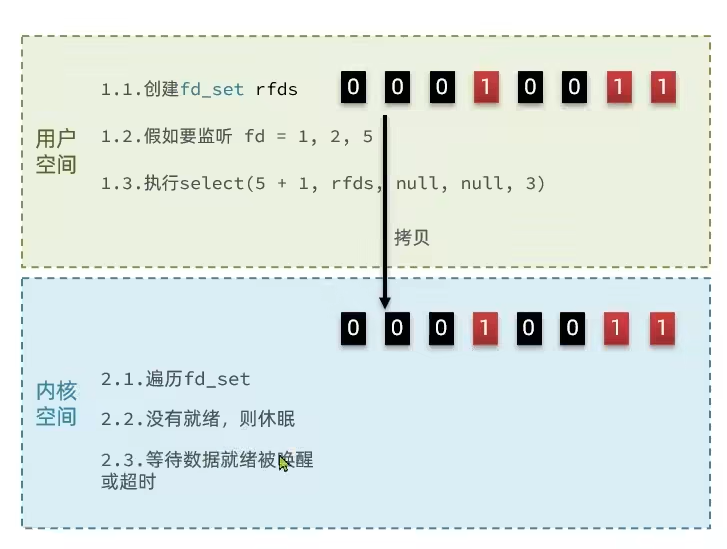 1.1.创建fd_set rfds
0 0 0 1 0 0 1 1
用户
空间
1.2.假如要监听 fd = 1, 2, 5
1.3.执行select(5 + 1, rfds, null, null, 3)
拷贝
0 0 0 1 0 0 1 1
内核
空间
2.1.遍历fd_set
2.2.没有就绪，则休眠
2.3.等待数据就绪被唤醒
或超时